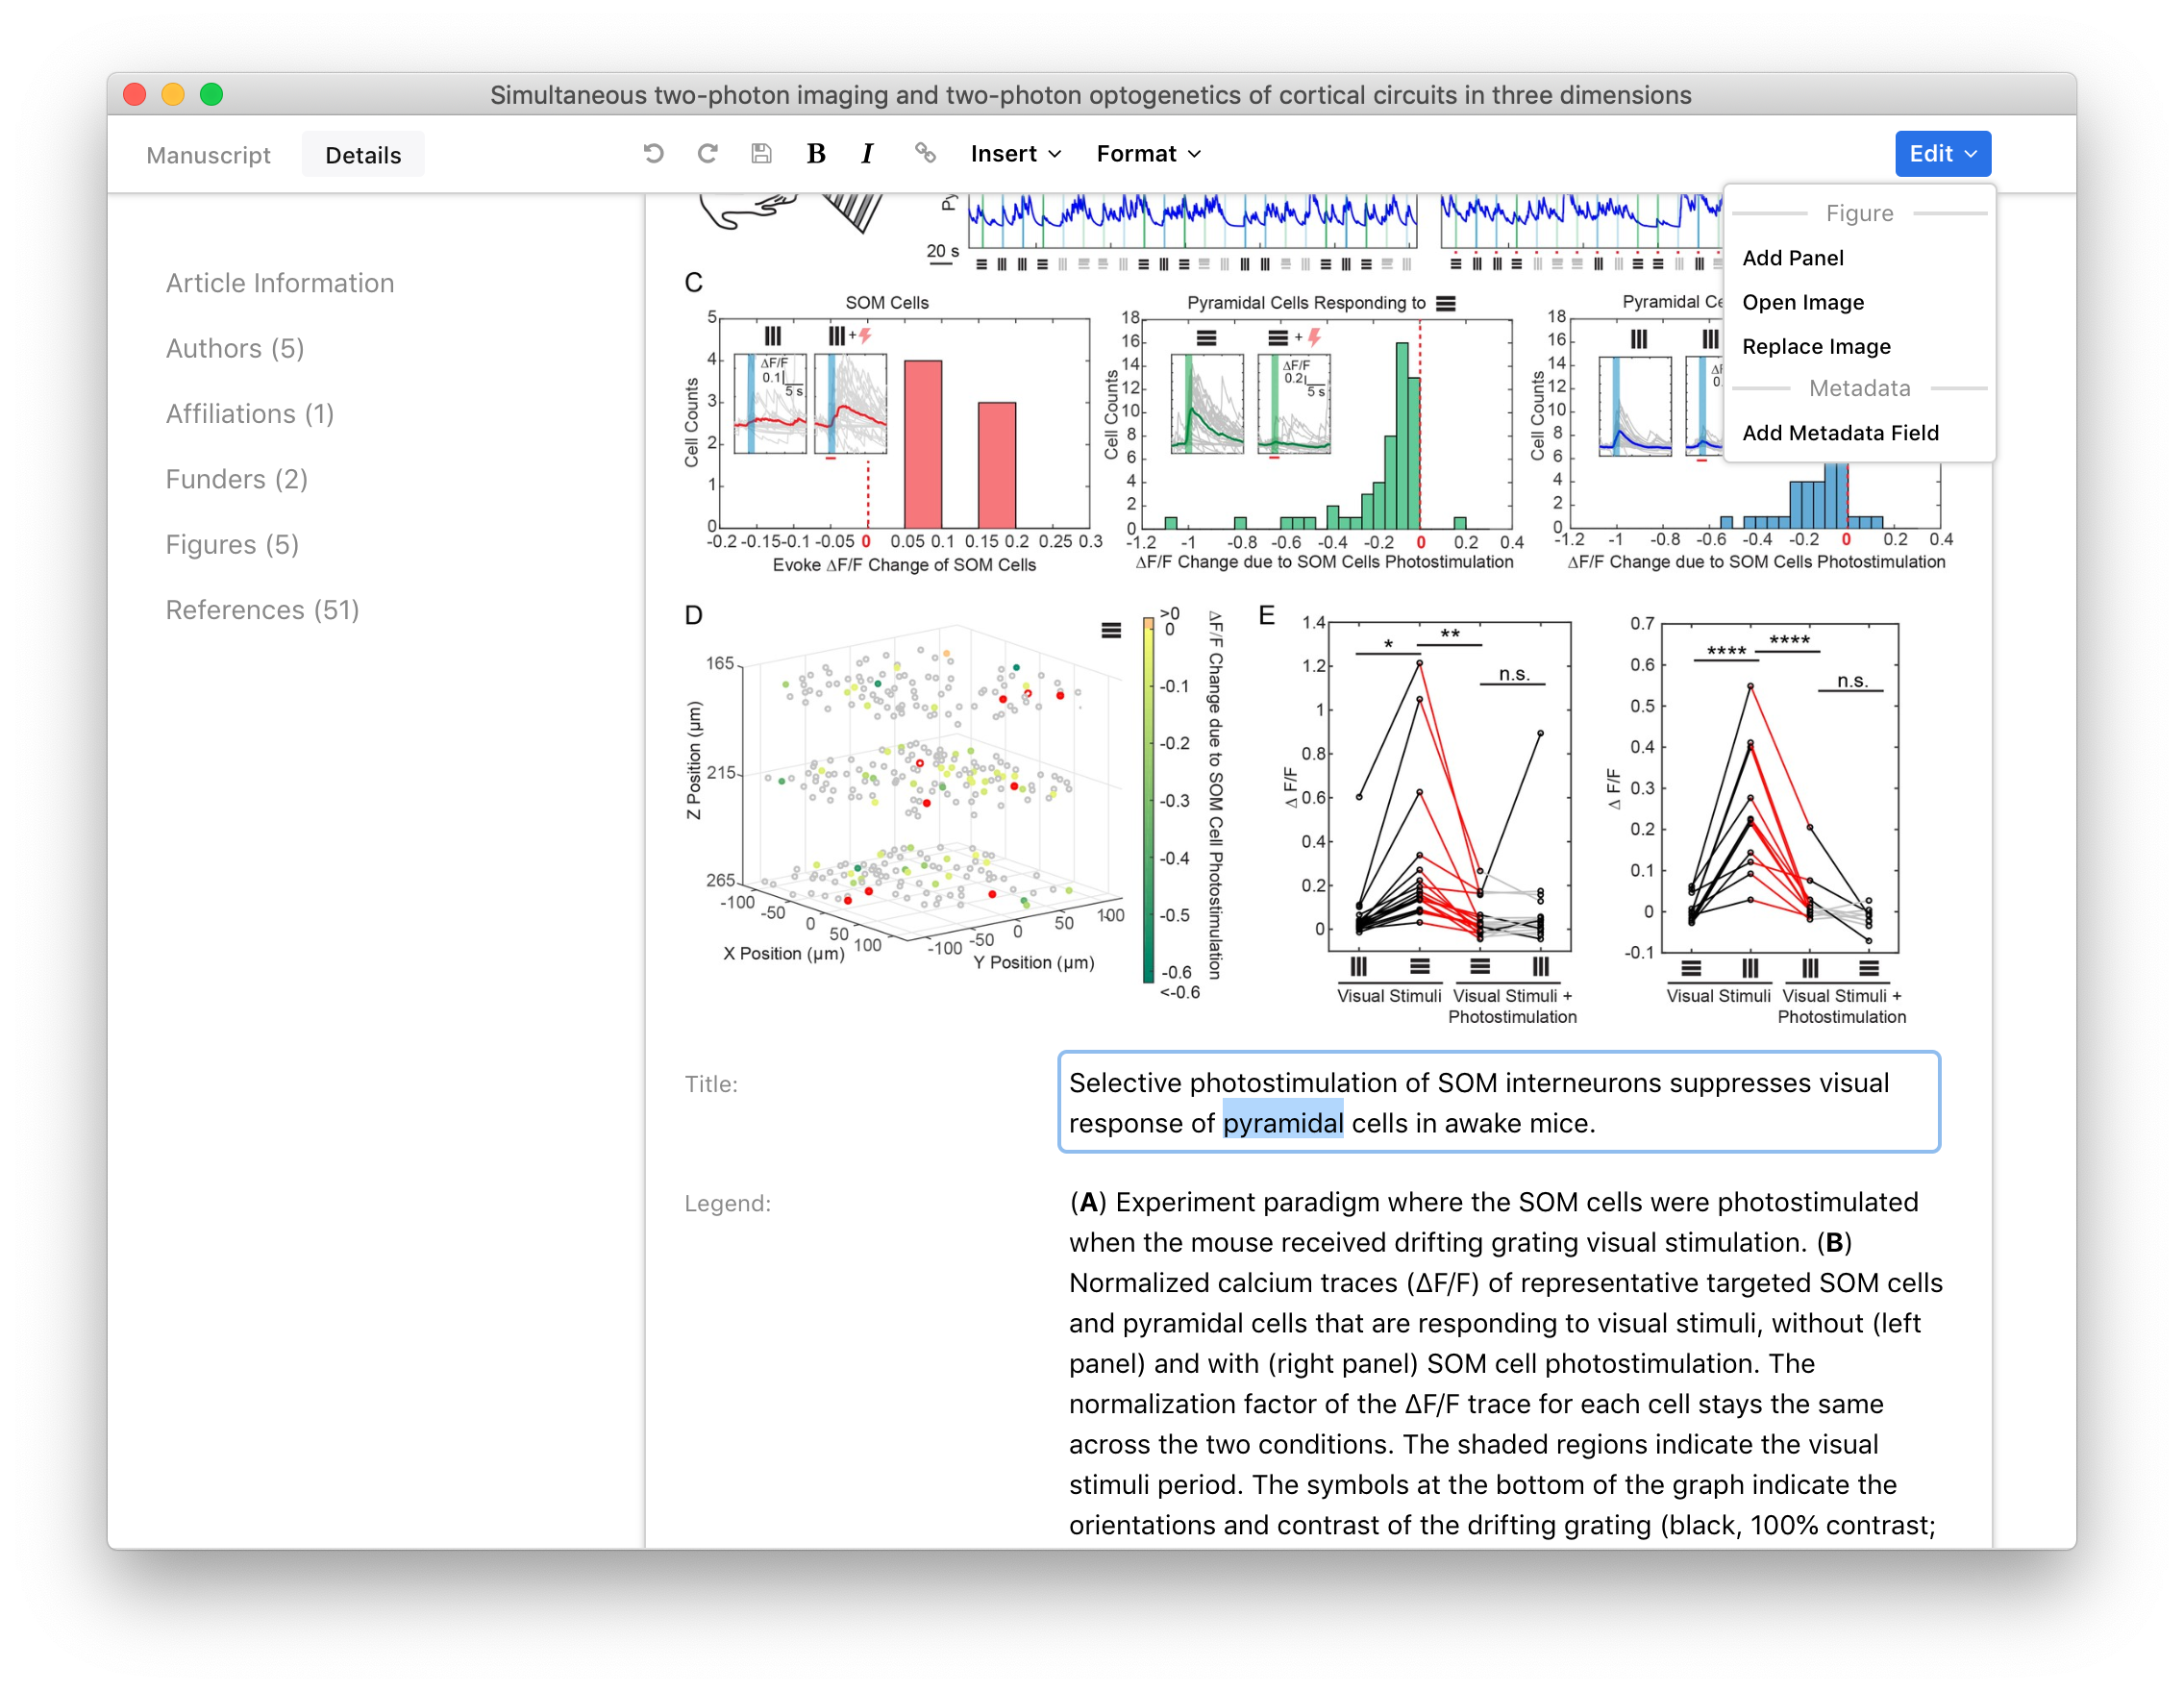 Simultaneous two-photon imaging and two-photon optogenetics of cortical circuits in three dimensions
Manuscript
Details
B
I
Insert
Format
Edit
Figure
Add Panel
Open Image
Replace Image
Metadata
Add Metadata Field
Article Information
Authors (5)
Affiliations (1)
Funders (2)
Figures (5)
References (51)
Py
20 s
C
SOM Cells
Cell Counts
5
4
3
2
1
0
ΔF/F
0.1
5 s
+
-0.2 -0.15 -0.1 -0.05 0 0.05 0.1 0.15 0.2 0.25 0.3
Evoke ΔF/F Change of SOM Cells
Pyramidal Cells Responding to
Cell Counts
18
16
14
12
10
8
6
4
2
0
+
ΔF/F
0.2
5 s
-1.2 -1 -0.8 -0.6 -0.4 -0.2 0 0.2 0.4
ΔF/F Change due to SOM Cells Photostimulation
Pyramidal Ce
Cell Counts
18
16
14
12
10
8
6
4
2
0
-1.2 -1 -0.8 -0.6 -0.4 -0.2 0 0.2 0.4
ΔF/F Change due to SOM Cells Photostimulation
D
Z Position (μm)
165
215
265
-100 -50 0 50 100
X Position (μm)
-100 -50 0 50 100
Y Position (μm)
>0
0
-0.1
-0.2
-0.3
-0.4
-0.5
-0.6
<-0.6
ΔF/F Change due to SOM Cell Photostimulation
E
Δ F/F
1.4
1.2
1
0.8
0.6
0.4
0.2
0
*
**
n.s.
Visual Stimuli
Visual Stimuli +
Photostimulation
Δ F/F
0.7
0.6
0.5
0.4
0.3
0.2
0.1
0
-0.1
****
****
n.s.
Visual Stimuli
Visual Stimuli +
Photostimulation
Title:
Selective photostimulation of SOM interneurons suppresses visual
response of pyramidal cells in awake mice.
Legend:
(A) Experiment paradigm where the SOM cells were photostimulated
when the mouse received drifting grating visual stimulation. (B)
Normalized calcium traces (ΔF/F) of representative targeted SOM cells
and pyramidal cells that are responding to visual stimuli, without (left
panel) and with (right panel) SOM cell photostimulation. The
normalization factor of the ΔF/F trace for each cell stays the same
across the two conditions. The shaded regions indicate the visual
stimuli period. The symbols at the bottom of the graph indicate the
orientations and contrast of the drifting grating (black, 100% contrast;